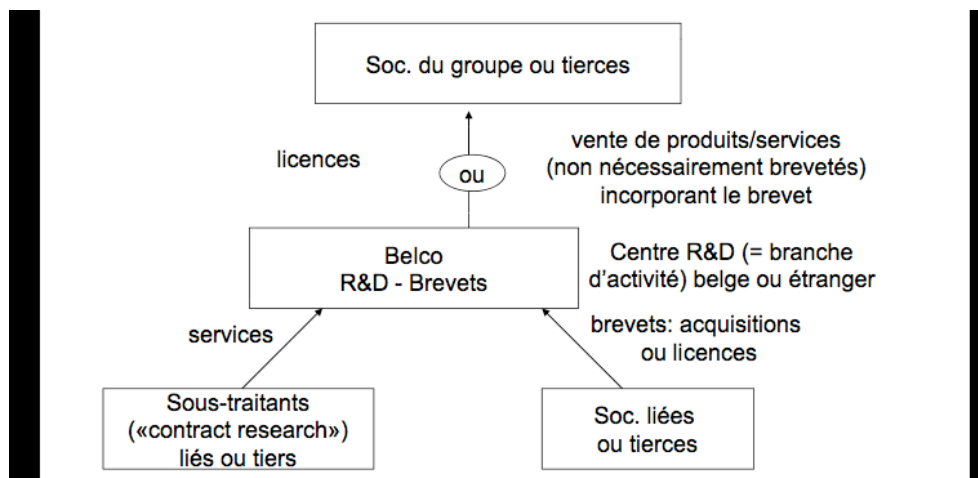 Soc. du groupe ou tierces
licences
ou
vente de produits/services
(non nécessairement brevetés)
incorporant le brevet
Belco
R&D - Brevets
Centre R&D (= branche
d'activité) belge ou étranger
services
brevets: acquisitions
ou licences
Sous-traitants
(«contract research»)
liés ou tiers
Soc. liées
ou tierces